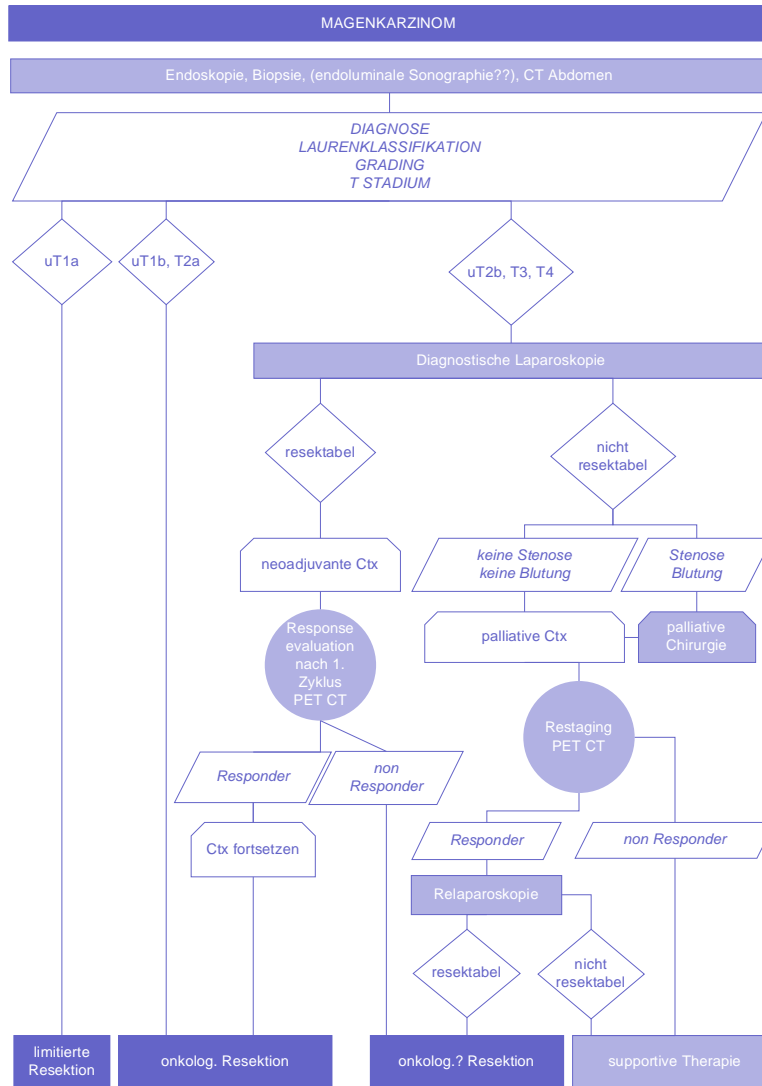 MAGENKARZINOM
Endoskopie, Biopsie, (endoluminale Sonographie??), CT Abdomen
DIAGNOSE
LAURENKLASSIFIKATION
GRADING
T STADIUM
uT1a
uT1b, T2a
uT2b, T3, T4
Diagnostische Laparoskopie
resektabel
nicht
resektabel
neoadjuvante Ctx
keine Stenose
keine Blutung
Stenose
Blutung
Response
evaluation
nach 1.
Zyklus
PET CT
palliative Ctx
palliative
Chirurgie
Restaging
PET CT
Responder
non
Responder
Ctx fortsetzen
Responder
non Responder
Relaparoskopie
resektabel
nicht
resektabel
limitierte
Resektion
onkolog. Resektion
onkolog.? Resektion
supportive Therapie